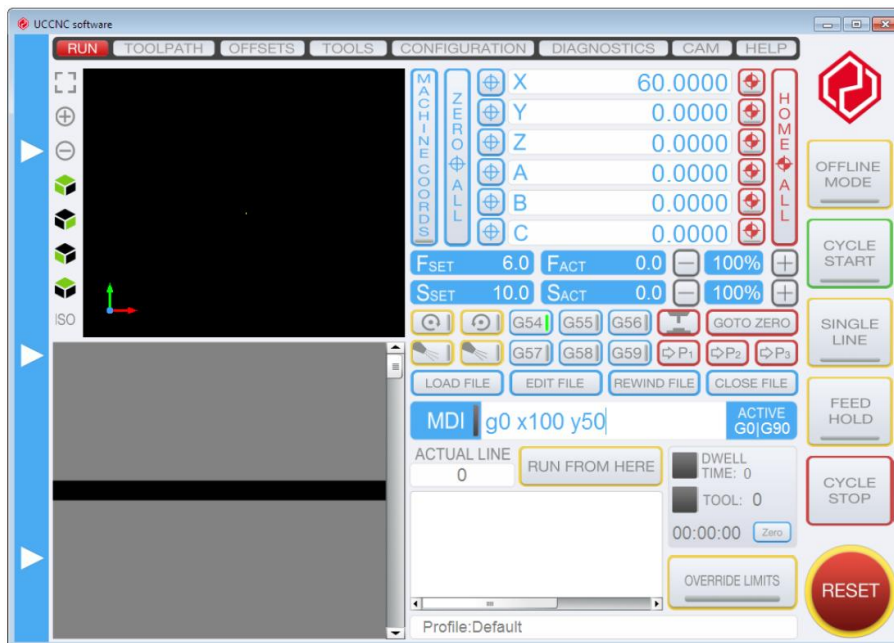 UCCNC software
RUN TOOLPATH OFFSETS TOOLS CONFIGURATION DIAGNOSTICS CAM HELP
MACHINE COORDS
ZERO ALL
X 60.0000
Y 0.0000
Z 0.0000
A 0.0000
B 0.0000
C 0.0000
HOME ALL
ISO
FSET 6.0 FACT 0.0 100%
SSET 10.0 SACT 0.0 100%
G54 G55 G56 GOTO ZERO
G57 G58 G59 P1 P2 P3
LOAD FILE EDIT FILE REWIND FILE CLOSE FILE
MDI g0 x100 y50 ACTIVE
G0|G90
ACTUAL LINE
0
RUN FROM HERE
DWELL
TIME: 0
TOOL: 0
00:00:00 Zero
OVERRIDE LIMITS
Profile:Default
OFFLINE
MODE
CYCLE
START
SINGLE
LINE
FEED
HOLD
CYCLE
STOP
RESET